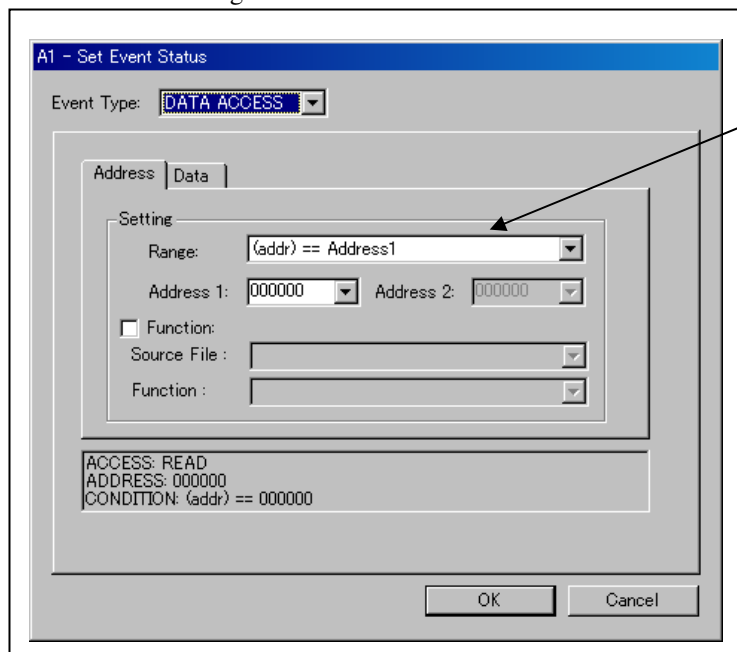 A1 - Set Event Status
Event Type: DATA ACCESS
Address Data
Setting
Range: (addr) == Address1
Address 1: 000000 Address 2: 000000
Function:
Source File :
Function :
ACCESS: READ
ADDRESS: 000000
CONDITION: (addr) == 000000
OK Cancel